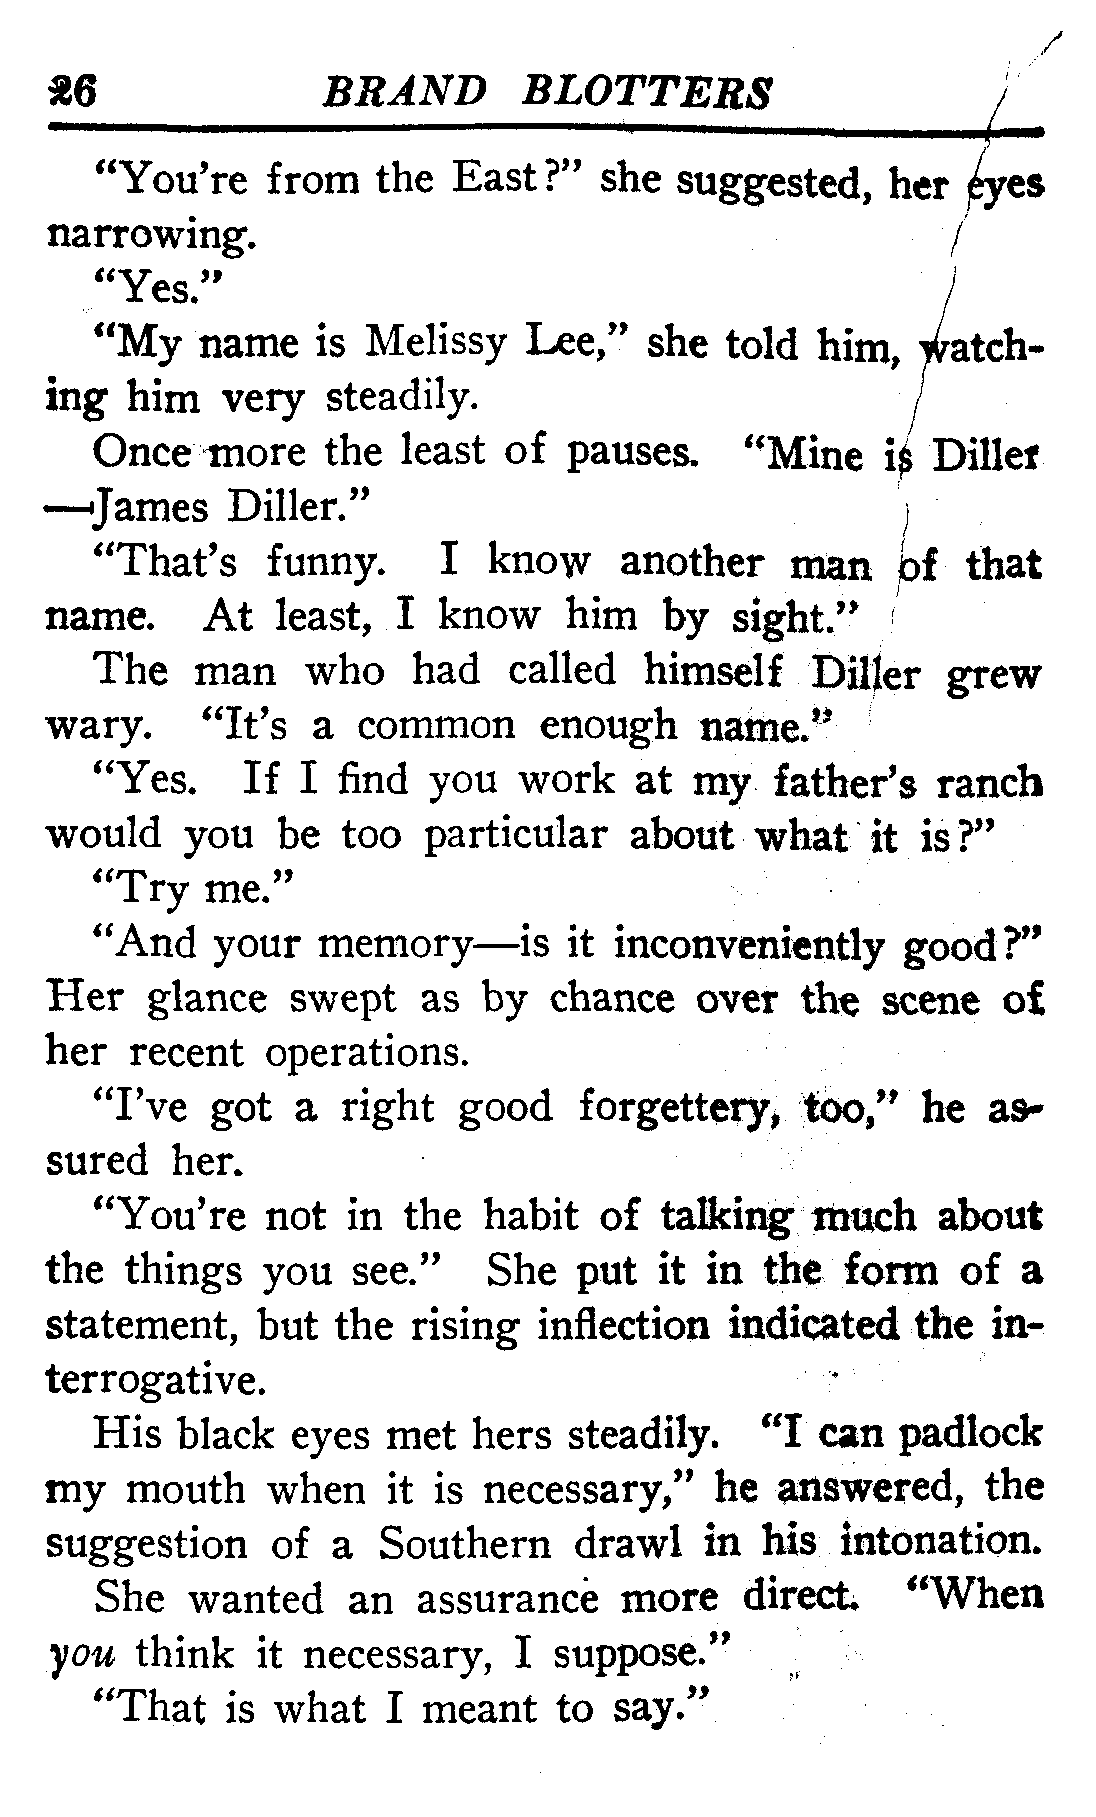 26 BRAND BLOTTERS
“You're from the East?” she suggested, her eyes
narrowing.
“Yes.”
“My name is Melissy Lee,” she told him, watch-
ing him very steadily.
Once more the least of pauses. “Mine is Diller
—James Diller.”
“That's funny. I know another man of that
name. At least, I know him by sight.”
The man who had called himself Diller grew
wary. “It's a common enough name.”
“Yes. If I find you work at my father's ranch
would you be too particular about what it is?”
“Try me.”
“And your memory—is it inconveniently good?”
Her glance swept as by chance over the scene of
her recent operations.
“I've got a right good forgettery, too,” he as-
sured her.
“You're not in the habit of talking much about
the things you see.” She put it in the form of a
statement, but the rising inflection indicated the in-
terrogative.
His black eyes met hers steadily. “I can padlock
my mouth when it is necessary,” he answered, the
suggestion of a Southern drawl in his intonation.
She wanted an assurance more direct. “When
you think it necessary, I suppose.”
“That is what I meant to say.”